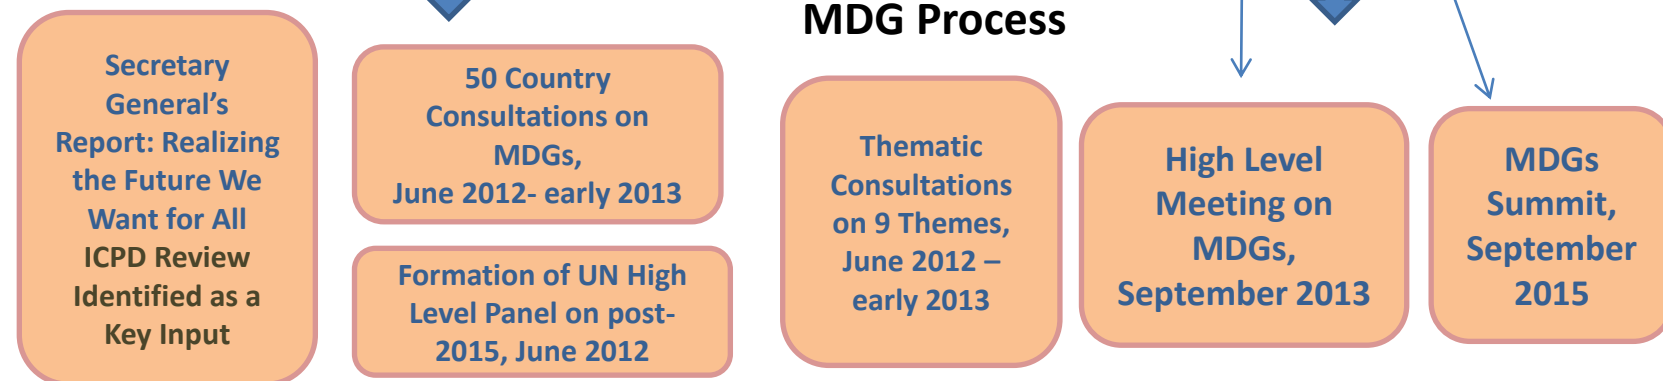 MDG Process
Secretary
General’s
Report: Realizing
the Future We
Want for All
ICPD Review
Identified as a
Key Input
50 Country
Consultations on
MDGs,
June 2012- early 2013
Formation of UN High
Level Panel on post-
2015, June 2012
Thematic
Consultations
on 9 Themes,
June 2012 –
early 2013
High Level
Meeting on
MDGs,
September 2013
MDGs
Summit,
September
2015